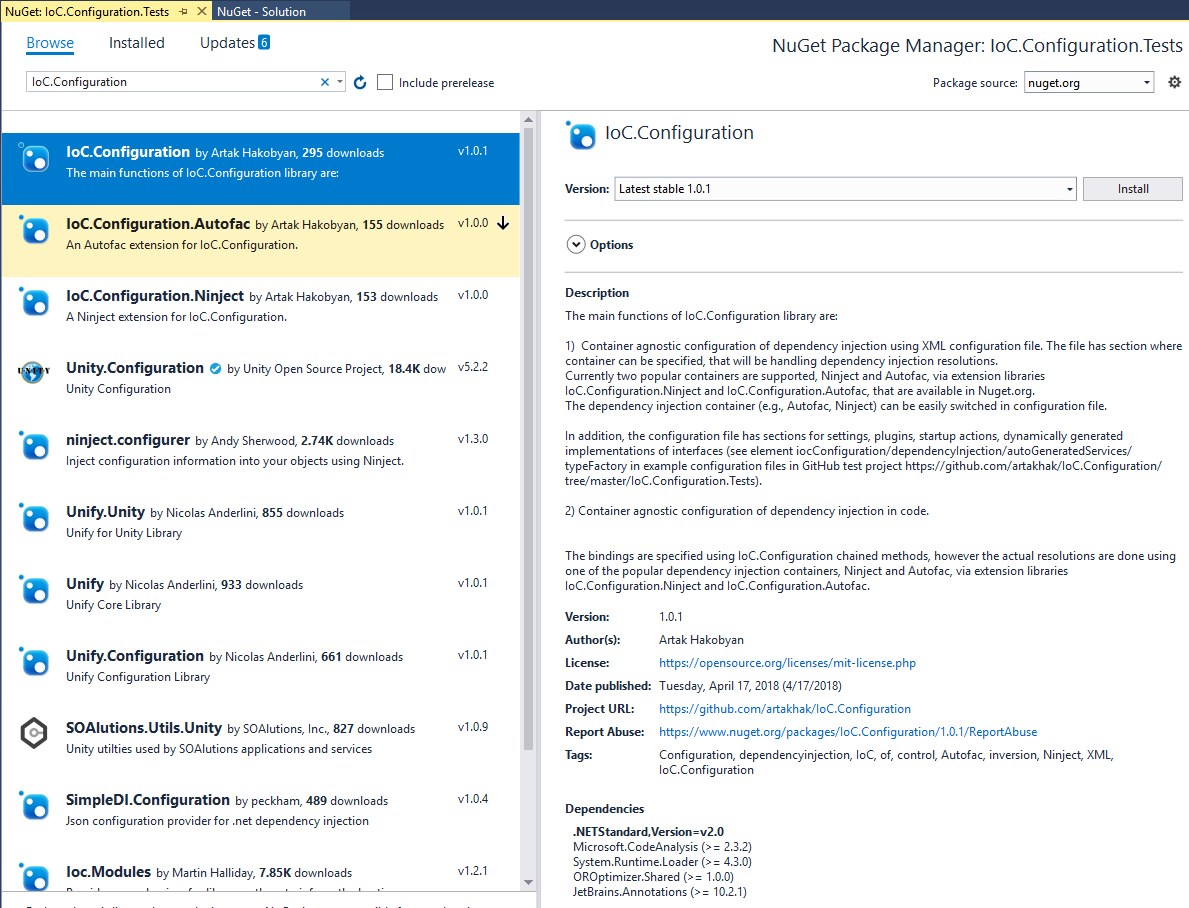 NuGet: IoC.Configuration.Tests
NuGet - Solution
Browse
Installed
Updates 6
NuGet Package Manager: IoC.Configuration.Tests
IoC.Configuration
Include prerelease
Package source: nuget.org
IoC.Configuration by Artak Hakobyan, 295 downloads v1.0.1
The main functions of IoC.Configuration library are:
IoC.Configuration.Autofac by Artak Hakobyan, 155 downloads v1.0.0
An Autofac extension for IoC.Configuration.
IoC.Configuration.Ninject by Artak Hakobyan, 153 downloads v1.0.0
A Ninject extension for IoC.Configuration.
UNITY
Unity.Configuration by Unity Open Source Project, 18.4K dow v5.2.2
Unity Configuration
ninject.configurer by Andy Sherwood, 2.74K downloads v1.3.0
Inject configuration information into your objects using Ninject.
Unify.Unity by Nicolas Anderlini, 855 downloads v1.0.1
Unify for Unity Library
Unify by Nicolas Anderlini, 933 downloads v1.0.1
Unify Core Library
Unify.Configuration by Nicolas Anderlini, 661 downloads v1.0.1
Unify Configuration Library
SOAlutions.Utils.Unity by SOAlutions, Inc., 827 downloads v1.0.9
Unity utilties used by SOAlutions applications and services
SimpleDI.Configuration by peckham, 489 downloads v1.0.4
Json configuration provider for .net dependency injection
Ioc.Modules by Martin Halliday, 7.85K downloads v1.2.1
IoC.Configuration
Version: Latest stable 1.0.1
Install
Options
Description
The main functions of IoC.Configuration library are:
1) Container agnostic configuration of dependency injection using XML configuration file. The file has section where
container can be specified, that will be handling dependency injection resolutions.
Currently two popular containers are supported, Ninject and Autofac, via extension libraries
IoC.Configuration.Ninject and IoC.Configuration.Autofac, that are available in Nuget.org.
The dependency injection container (e.g., Autofac, Ninject) can be easily switched in configuration file.
In addition, the configuration file has sections for settings, plugins, startup actions, dynamically generated
implementations of interfaces (see element iocConfiguration/dependencyInjection/autoGeneratedServices/
typeFactory in example configuration files in GitHub test project https://github.com/artakhak/IoC.Configuration/
tree/master/IoC.Configuration.Tests).
2) Container agnostic configuration of dependency injection in code.
The bindings are specified using IoC.Configuration chained methods, however the actual resolutions are done using
one of the popular dependency injection containers, Ninject and Autofac, via extension libraries
IoC.Configuration.Ninject and IoC.Configuration.Autofac.
Version: 1.0.1
Author(s): Artak Hakobyan
License: https://opensource.org/licenses/mit-license.php
Date published: Tuesday, April 17, 2018 (4/17/2018)
Project URL: https://github.com/artakhak/IoC.Configuration
Report Abuse: https://www.nuget.org/packages/IoC.Configuration/1.0.1/ReportAbuse
Tags: Configuration, dependencyinjection, IoC, of, control, Autofac, inversion, Ninject, XML,
IoC.Configuration
Dependencies
.NETStandard,Version=v2.0
Microsoft.CodeAnalysis (>= 2.3.2)
System.Runtime.Loader (>= 4.3.0)
OROptimizer.Shared (>= 1.0.0)
JetBrains.Annotations (>= 10.2.1)